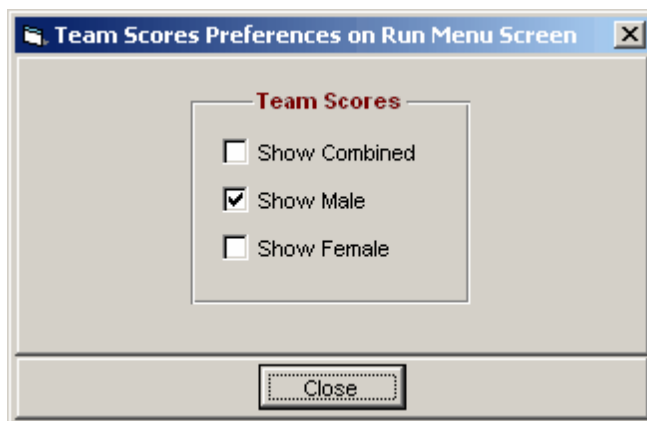 Team Scores Preferences on Run Menu Screen
Team Scores
Show Combined
Show Male
Show Female
Close